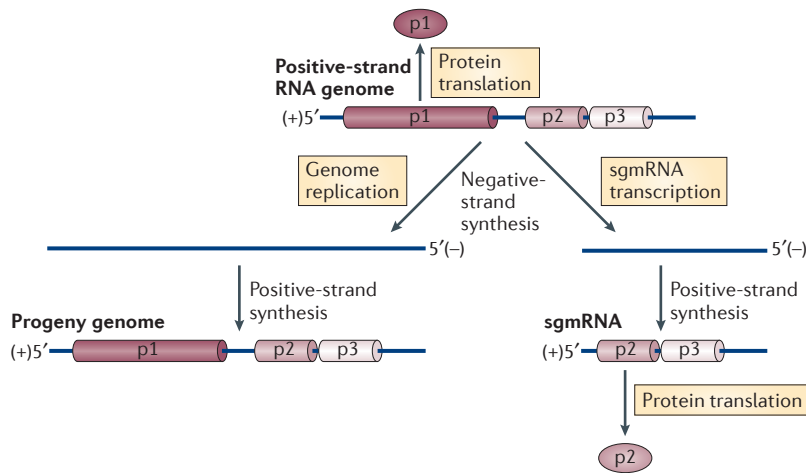 p1
Protein
translation
Positive-strand
RNA genome
(+)5′ p1 p2 p3
Genome
replication
Negative-
strand
synthesis
sgmRNA
transcription
5′(–)
5′(–)
Positive-strand
synthesis
Positive-strand
synthesis
Progeny genome
(+)5′ p1 p2 p3
sgmRNA
(+)5′ p2 p3
Protein translation
p2